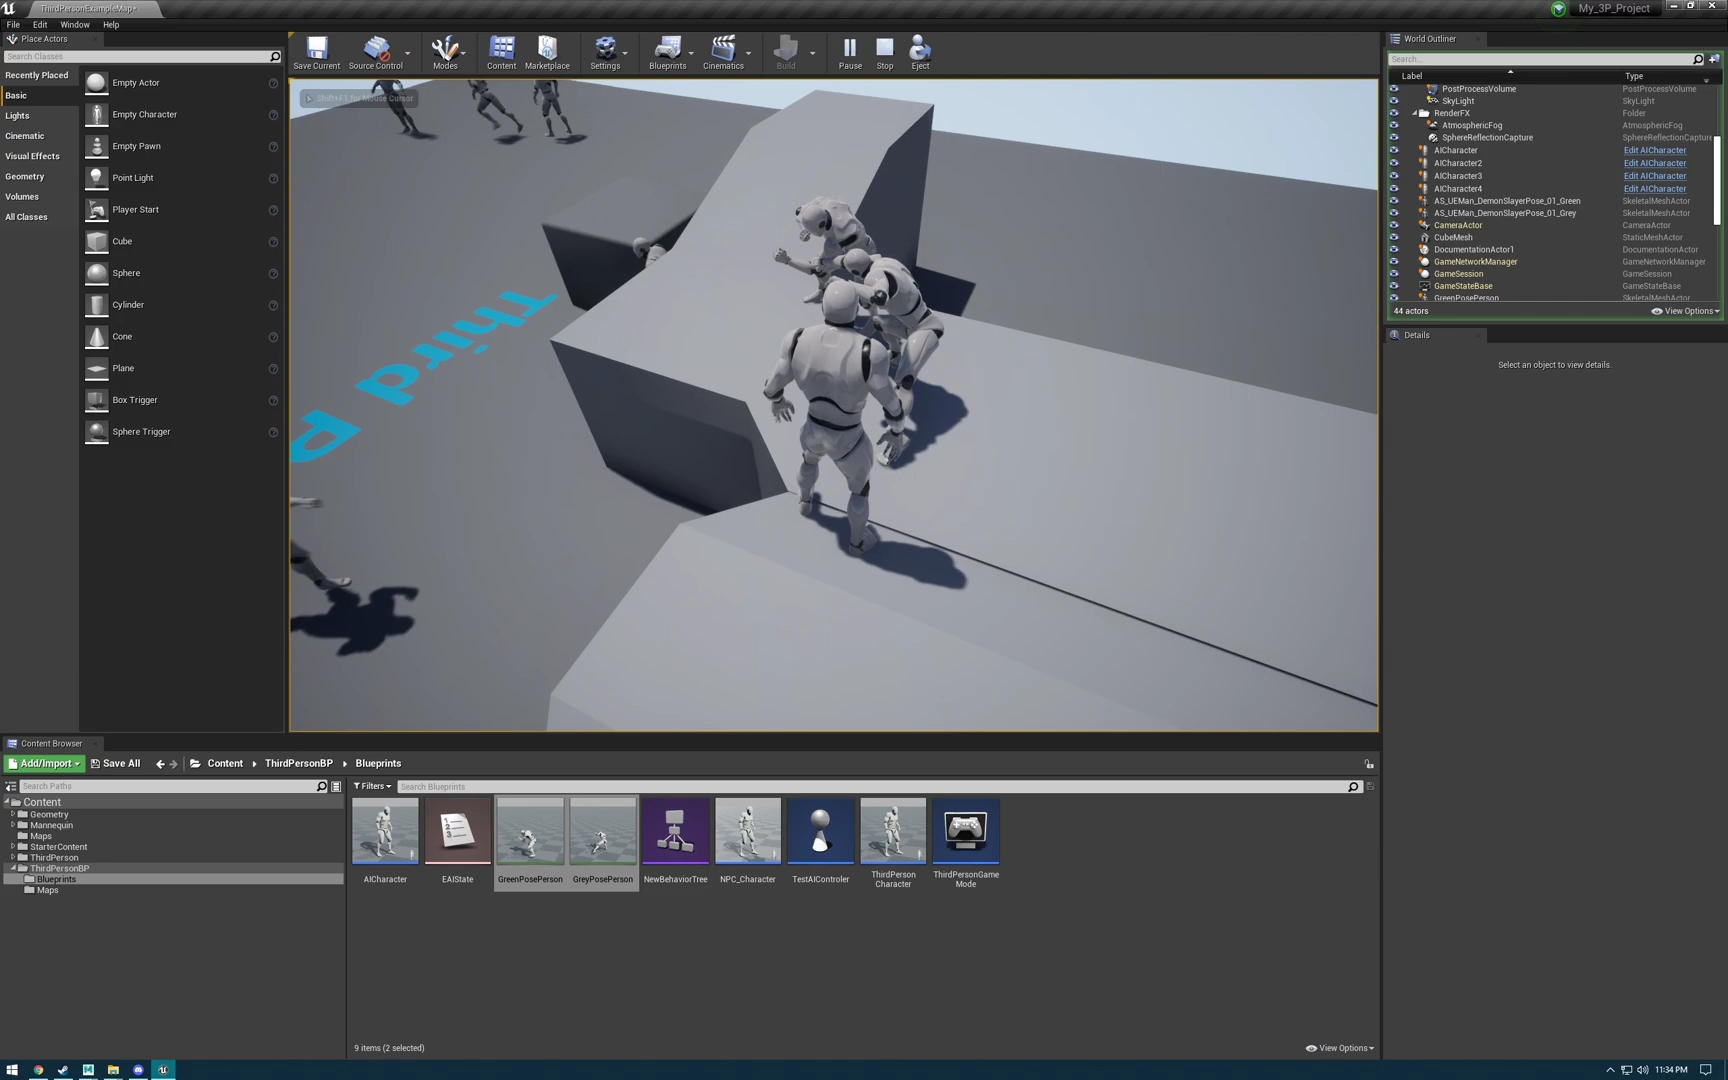 ThirdPersonExampleMap*
My_3P_Project
File Edit Window Help
Place Actors
Search Classes
Recently Placed
Basic
Lights
Cinematic
Visual Effects
Geometry
Volumes
All Classes
Empty Actor
Empty Character
Empty Pawn
Point Light
Player Start
Cube
Sphere
Cylinder
Cone
Plane
Box Trigger
Sphere Trigger
Save Current Source Control Modes Content Marketplace Settings Blueprints Cinematics Build Pause Stop Eject
Shift+F1 for Mouse Cursor
Third P
World Outliner
Search...
Label Type
PostProcessVolume PostProcessVolume
SkyLight SkyLight
RenderFX Folder
AtmosphericFog AtmosphericFog
SphereReflectionCapture SphereReflectionCapture
AICharacter Edit AICharacter
AICharacter2 Edit AICharacter
AICharacter3 Edit AICharacter
AICharacter4 Edit AICharacter
AS_UEMan_DemonSlayerPose_01_Green SkeletalMeshActor
AS_UEMan_DemonSlayerPose_01_Grey SkeletalMeshActor
CameraActor CameraActor
CubeMesh StaticMeshActor
DocumentationActor1 DocumentationActor
GameNetworkManager GameNetworkManager
GameSession GameSession
GameStateBase GameStateBase
GreenPosePerson SkeletalMeshActor
44 actors View Options
Details
Select an object to view details.
Content Browser
Add/Import Save All Content ThirdPersonBP Blueprints
Search Paths
Filters Search Blueprints
Content
Geometry
Mannequin
Maps
StarterContent
ThirdPerson
ThirdPersonBP
Blueprints
Maps
AICharacter EAIState GreenPosePerson GreyPosePerson NewBehaviorTree NPC_Character TestAIControler ThirdPerson Character ThirdPersonGame Mode
9 items (2 selected) View Options
11:34 PM